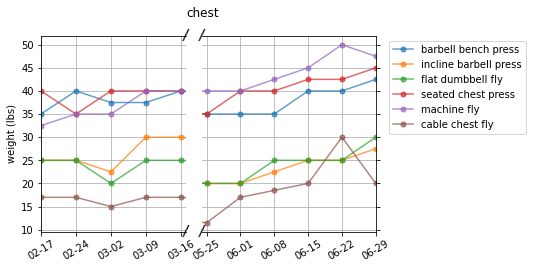 chest
weight (lbs)
50
45
40
35
30
25
20
15
10
02-17
02-24
03-02
03-09
03-16
05-25
06-01
06-08
06-15
06-22
06-29
barbell bench press
incline barbell press
flat dumbbell fly
seated chest press
machine fly
cable chest fly